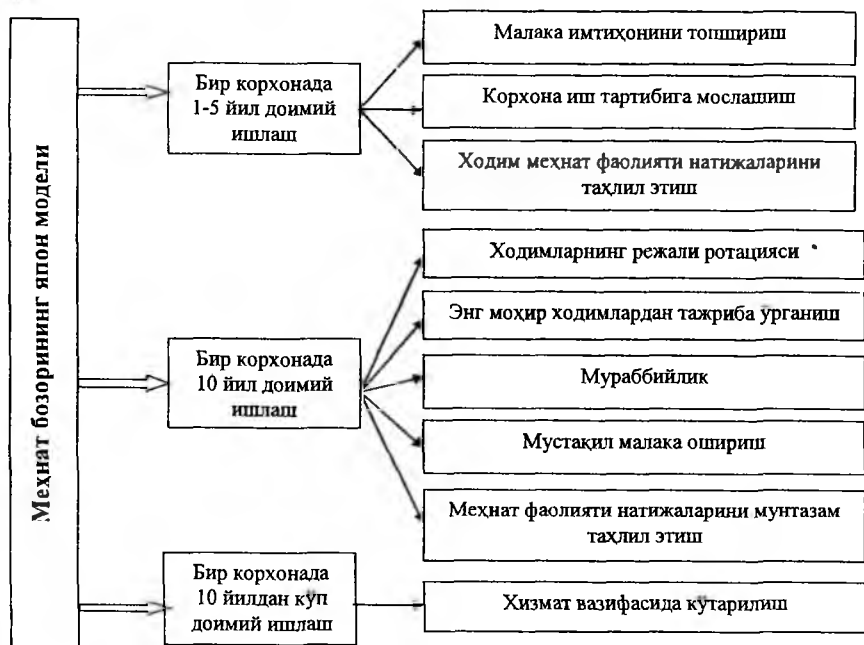 Меҳнат бозорининг япон модели
Бир корхонада
1-5 йил доимий
ишлаш
Малака имтиҳонини топшириш
Корхона иш тартибига мослашиш
Ходим меҳнат фаолияти натижаларини
таҳлил этиш
Бир корхонада
10 йил доимий
ишлаш
Ходимларнинг режали ротацияси
Энг моҳир ходимлардан тажриба ўрганиш
Мураббийлик
Мустақил малака ошириш
Меҳнат фаолияти натижаларини мунтазам
таҳлил этиш
Бир корхонада
10 йилдан кўп
доимий ишлаш
Хизмат вазифасида кўтарилиш